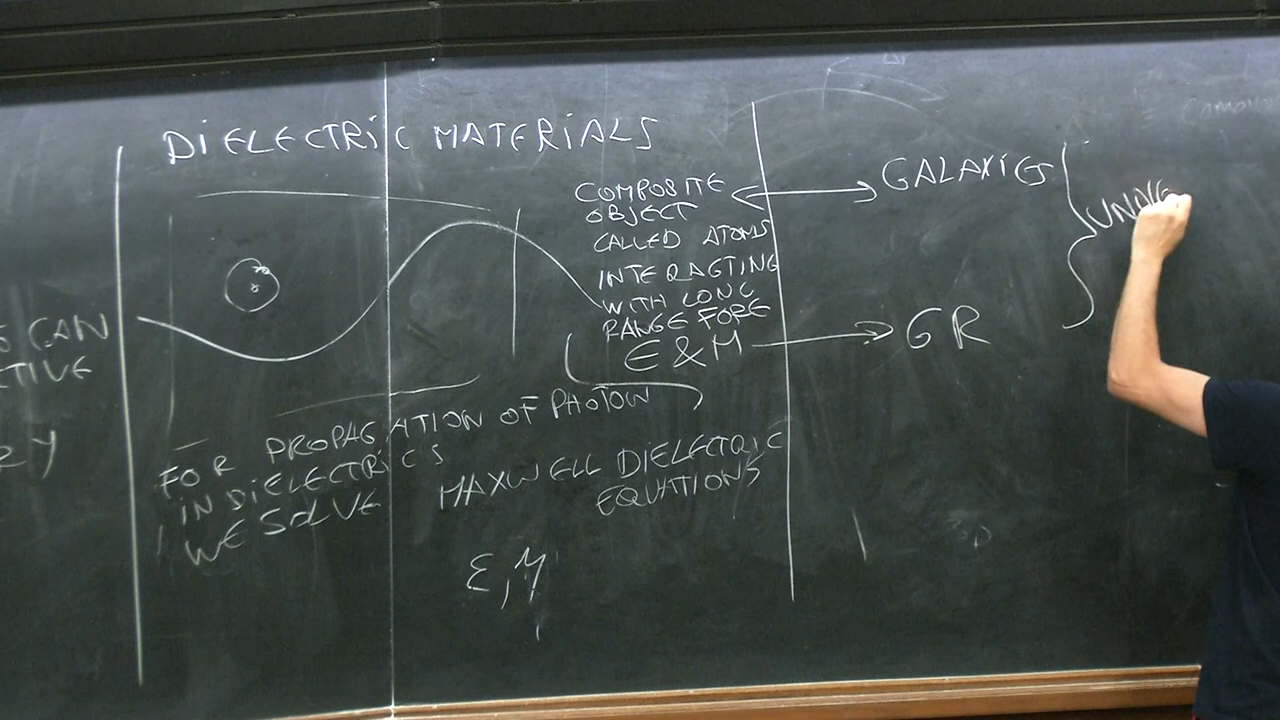 DIELECTRIC MATERIALS
COMPOSITE
OBJECT
CALLED ATOMS
INTERAGTING
WITH LONG
RANGE FORE
E & M
GALAXIES
GR
CAN
FOR PROPAGATION OF PHOTON
IN DIELECTRICS
WE SOLVE
MAXWELL DIELECTRIC
EQUATIONS
ε, μ